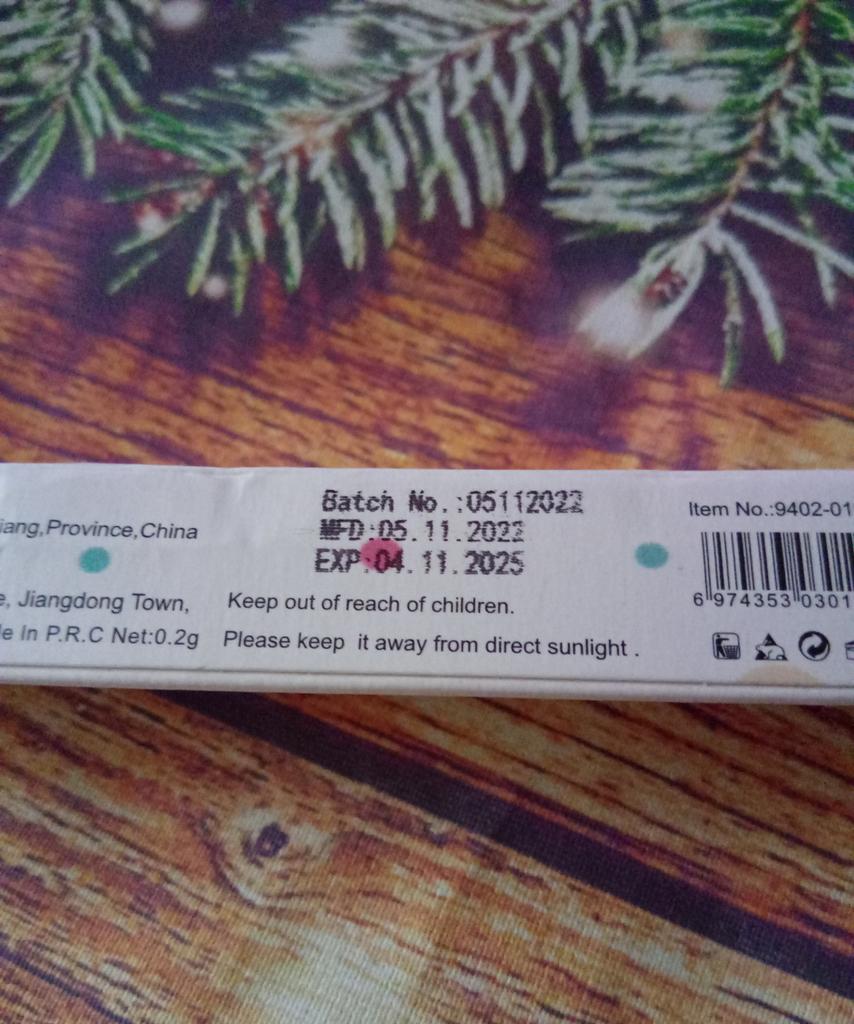 Batch No.:05112022
MFD:05.11.2022
EXP:04.11.2025
Keep out of reach of children.
Please keep it away from direct sunlight .
iang,Province,China
Jiangdong Town,
In P.R.C Net:0.2g
Item No.:9402-01
6 974353 0301